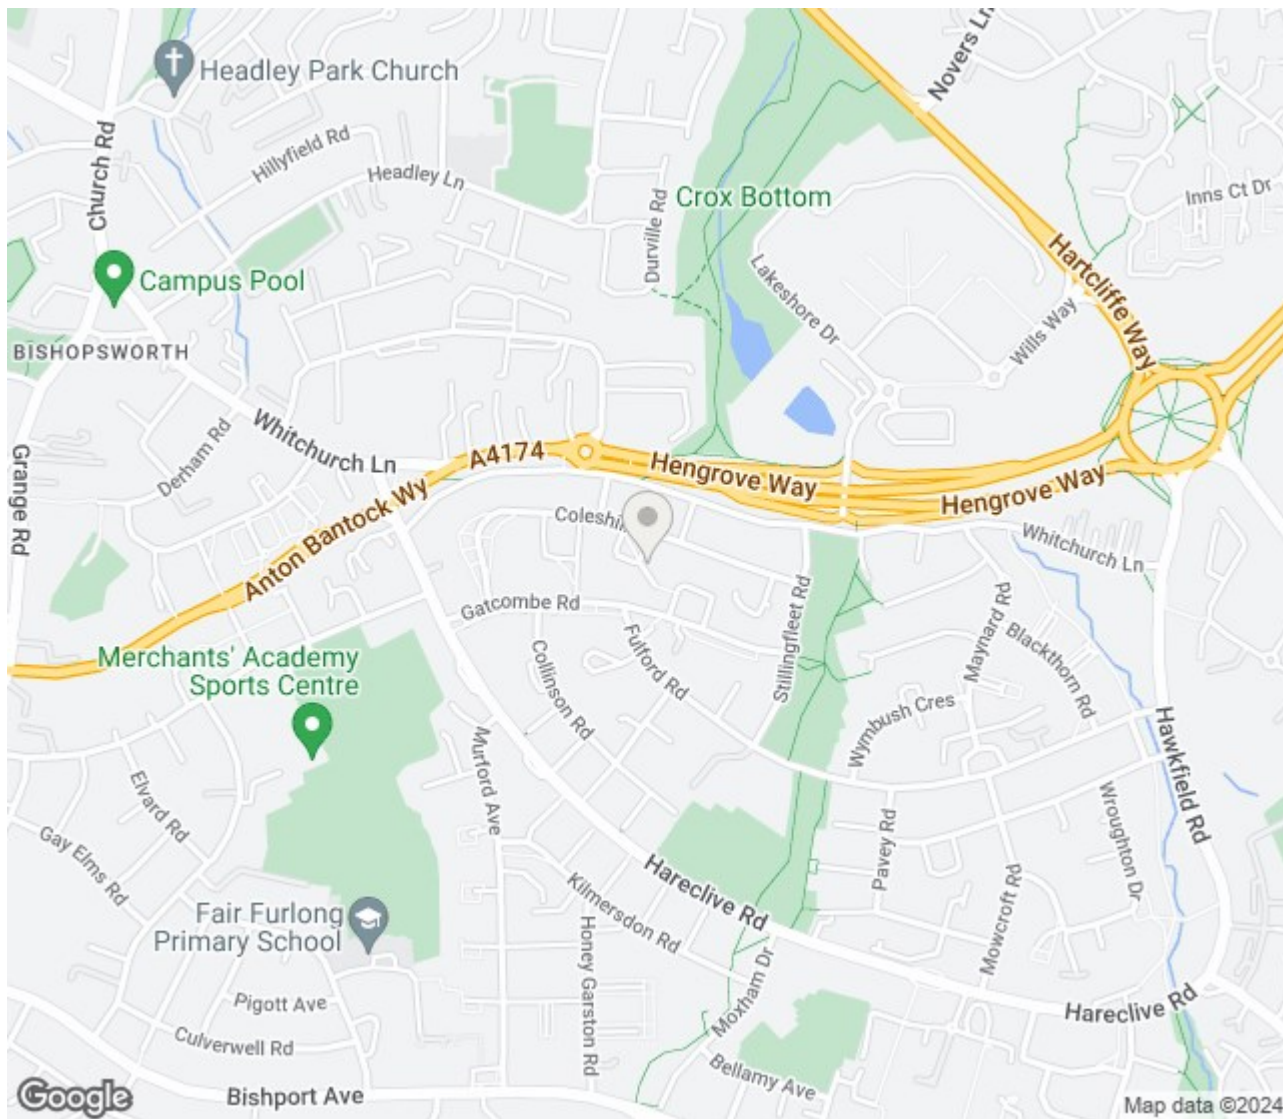 Headley Park Church
Novers Ln
Church Rd
Hillyfield Rd
Headley Ln
Crox Bottom
Inns Ct Dr
Durville Rd
Hartcliffe Way
Campus Pool
Lakeshore Dr
Wills Way
BISHOPSWORTH
Whitchurch Ln
Derham Rd
A4174
Hengrove Way
Hengrove Way
Grange Rd
Anton Bantock Wy
Whitchurch Ln
Gatcombe Rd
Stillingfleet Rd
Maynard Rd
Blackthorn Rd
Fulford Rd
Collinson Rd
Merchants' Academy
Sports Centre
Wymbush Cres
Hawkfield Rd
Murford Ave
Elvard Rd
Gay Elms Rd
Pavey Rd
Wroughton Dr
Hareclive Rd
Kilmersdon Rd
Mowcroft Rd
Fair Furlong
Primary School
Honey Garston Rd
Moxham Dr
Pigott Ave
Hareclive Rd
Culverwell Rd
Bellamy Ave
Bishport Ave
Google
Map data ©2024